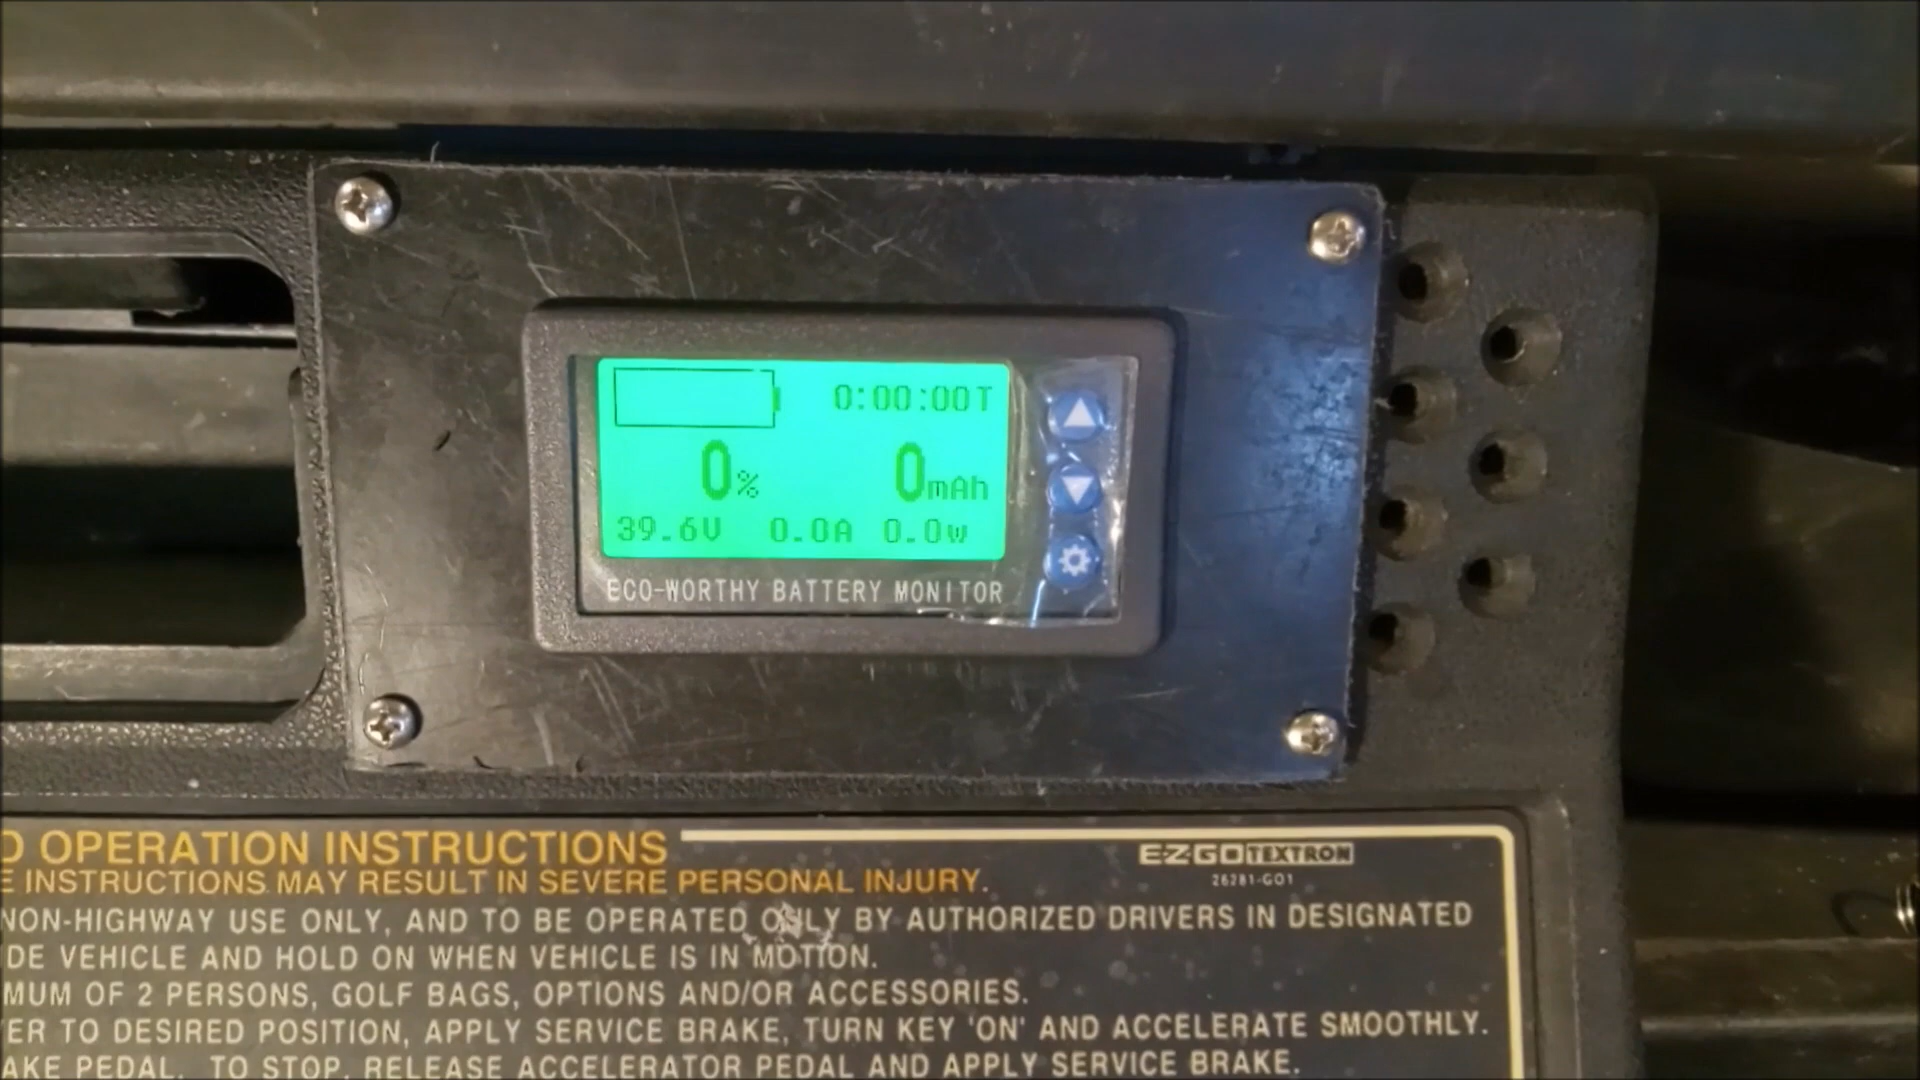 0:00:00T
0% 0mAh
39.6V 0.0A 0.0w
ECO-WORTHY BATTERY MONITOR
OPERATION INSTRUCTIONS
E-Z-GO TEXTRON
INSTRUCTIONS MAY RESULT IN SEVERE PERSONAL INJURY.
26281-G01
NON-HIGHWAY USE ONLY, AND TO BE OPERATED ONLY BY AUTHORIZED DRIVERS IN DESIGNATED
DE VEHICLE AND HOLD ON WHEN VEHICLE IS IN MOTION.
MUM OF 2 PERSONS, GOLF BAGS, OPTIONS AND/OR ACCESSORIES.
ER TO DESIRED POSITION, APPLY SERVICE BRAKE, TURN KEY 'ON' AND ACCELERATE SMOOTHLY.
AKE PEDAL. TO STOP, RELEASE ACCELERATOR PEDAL AND APPLY SERVICE BRAKE.